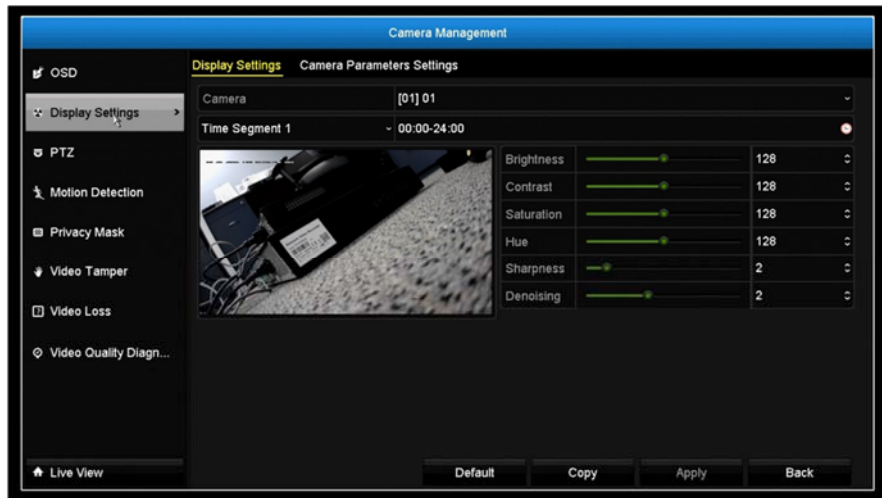 Camera Management
OSD
Display Settings
PTZ
Motion Detection
Privacy Mask
Video Tamper
Video Loss
Video Quality Diagn...
Live View
Display Settings Camera Parameters Settings
Camera [01] 01
Time Segment 1 00:00-24:00
Brightness 128
Contrast 128
Saturation 128
Hue 128
Sharpness 2
Denoising 2
Default Copy Apply Back